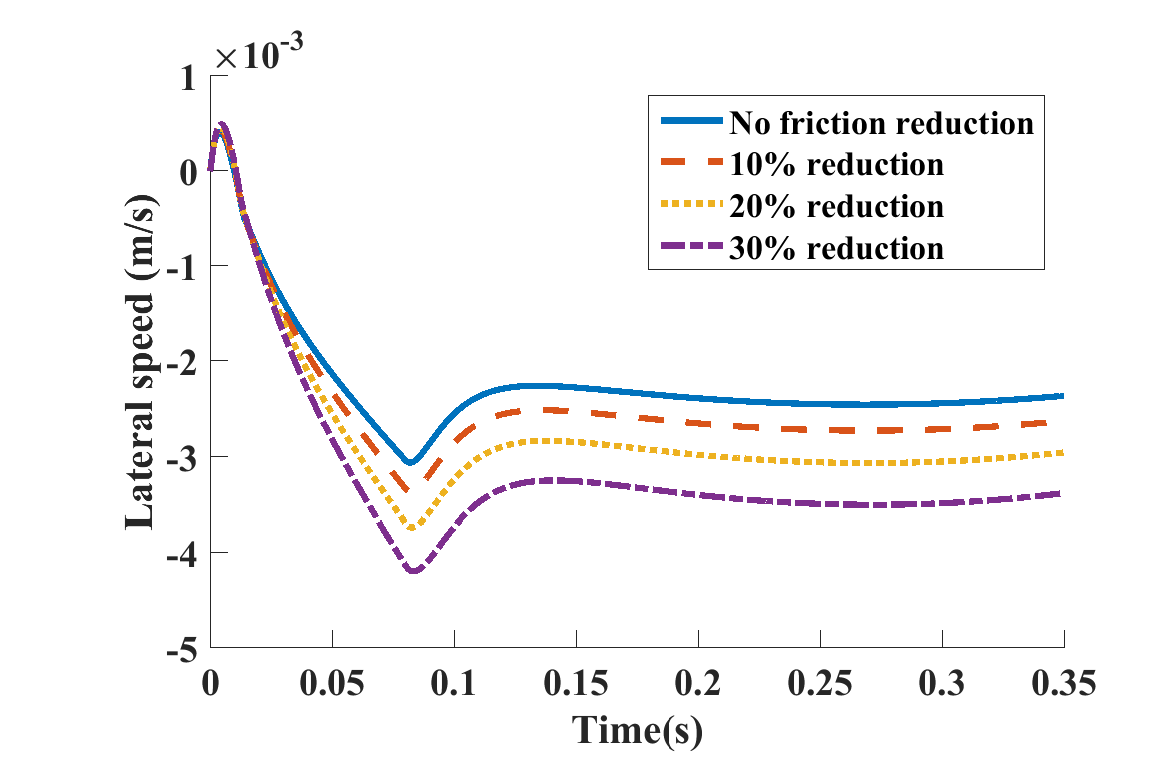 ×10-3
1
0
-1
-2
-3
-4
-5
Lateral speed (m/s)
No friction reduction
10% reduction
20% reduction
30% reduction
0 0.05 0.1 0.15 0.2 0.25 0.3 0.35
Time(s)